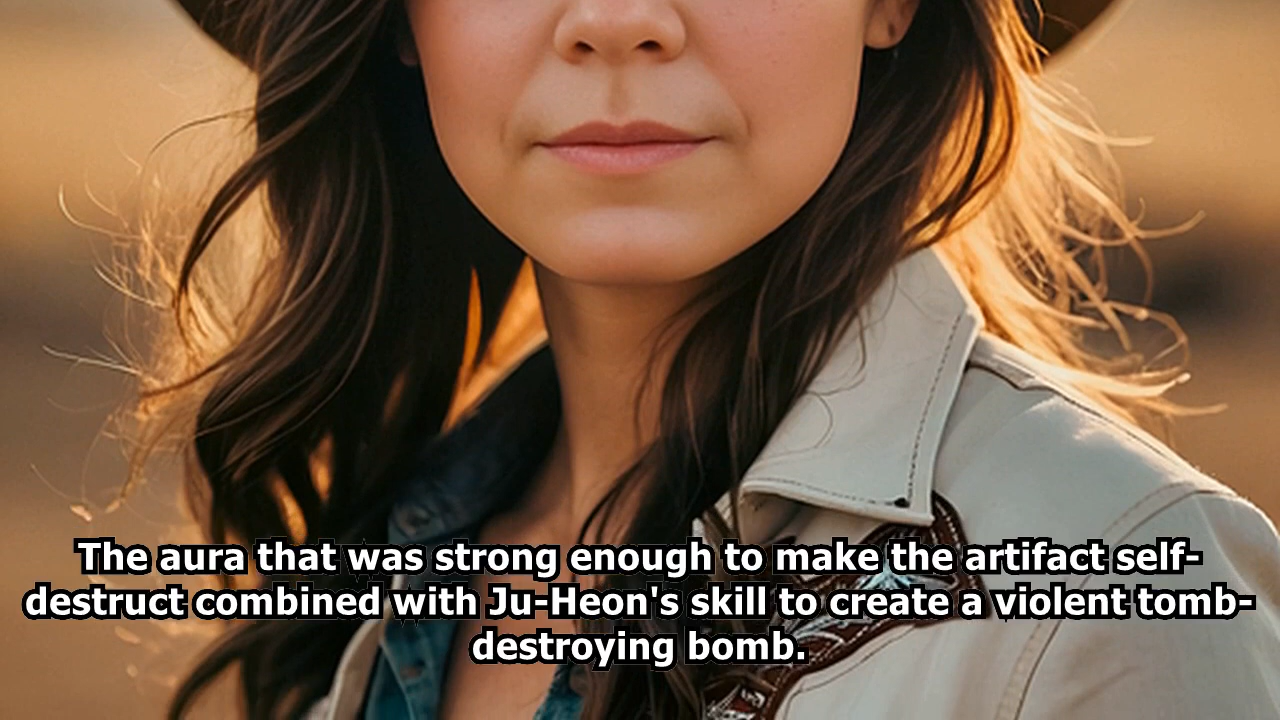 The aura that was strong enough to make the artifact self-
destruct combined with Ju-Heon's skill to create a violent tomb-
destroying bomb.